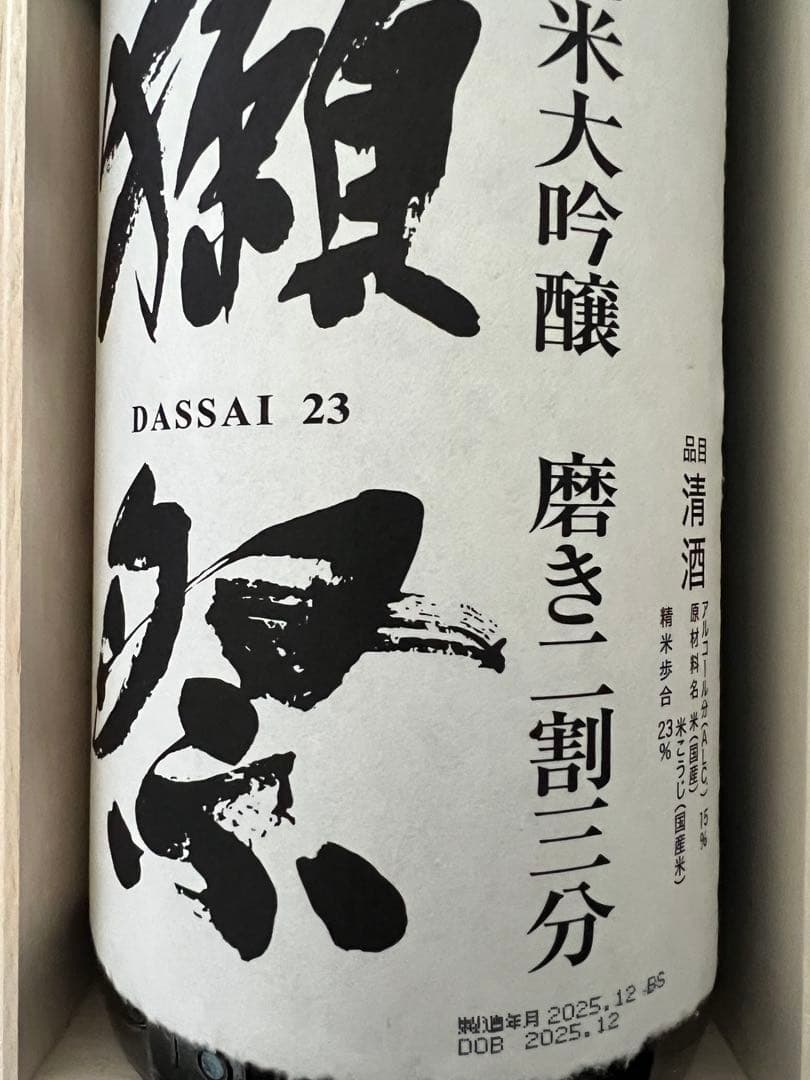 獺祭
DASSAI 23
米大吟醸 磨き二割三分
品目 清酒
アルコール分(ALC.) 15%
原材料名 米(国産)
米こうじ(国産米)
精米歩合 23%
製造年月 2025.12 BS
DOB 2025.12